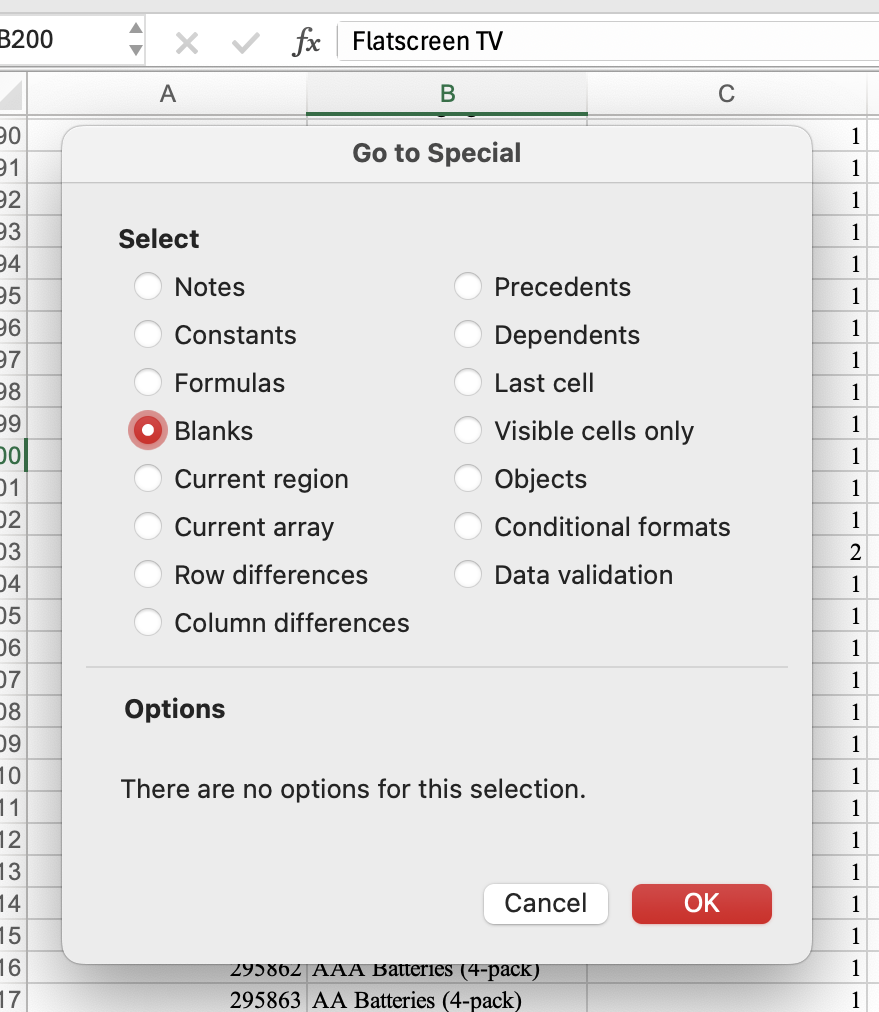 B200 fx Flatscreen TV
A B C
90 1
91 1
92 1
93 1
94 1
95 1
96 1
97 1
98 1
99 1
00 1
01 1
02 1
03 2
04 1
05 1
06 1
07 1
08 1
09 1
10 1
11 1
12 1
13 1
14 1
15 1
16 295862 AAA Batteries (4-pack) 1
17 295863 AA Batteries (4-pack) 1
Go to Special
Select
Notes Precedents
Constants Dependents
Formulas Last cell
Blanks Visible cells only
Current region Objects
Current array Conditional formats
Row differences Data validation
Column differences
Options
There are no options for this selection.
Cancel OK